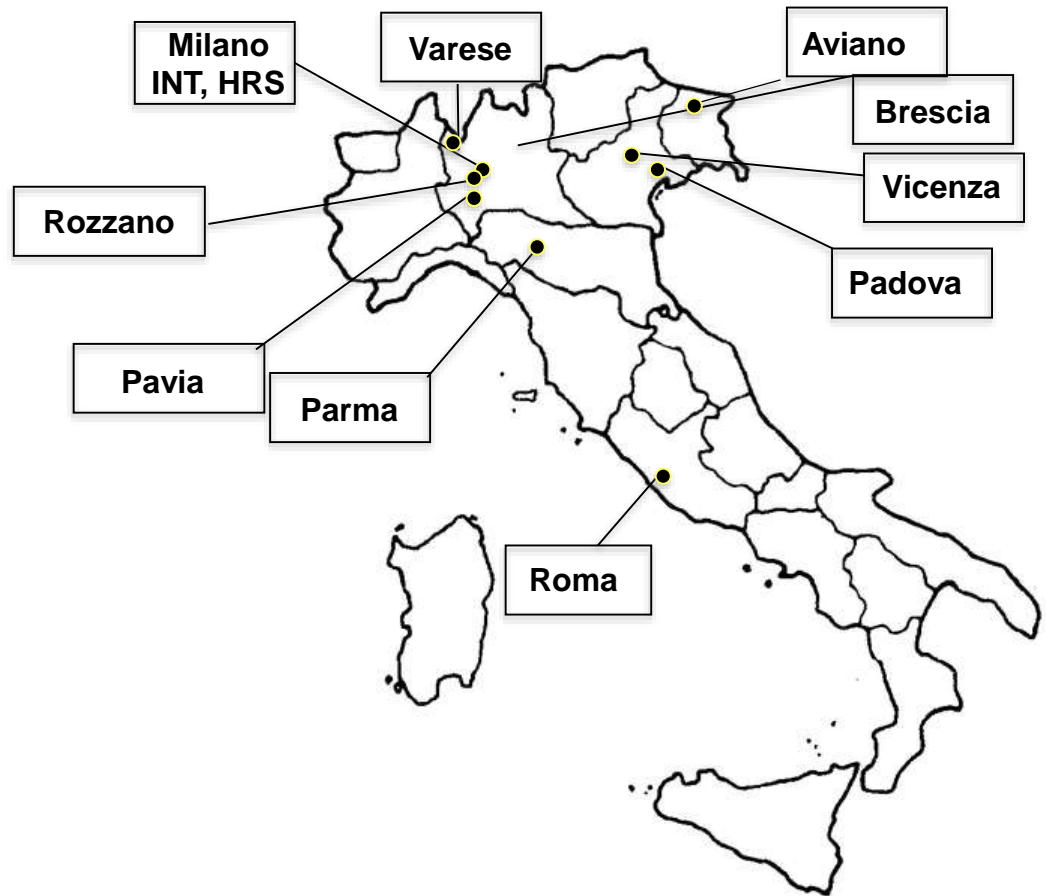 Milano
INT, HRS
Varese
Aviano
Brescia
Vicenza
Rozzano
Padova
Pavia
Parma
Roma